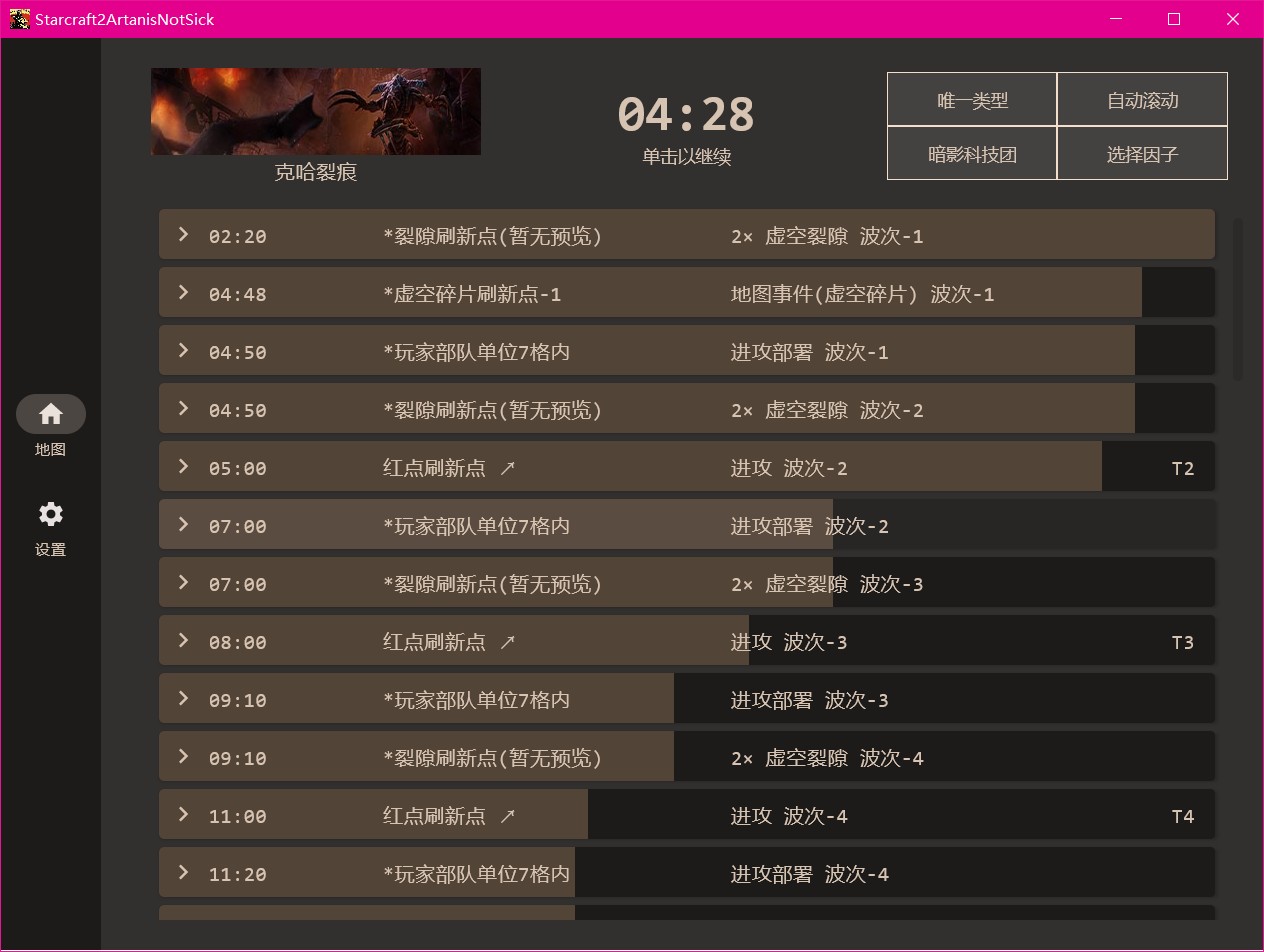 Starcraft2ArtanisNotSick
克哈裂痕
04:28
单击以继续
唯一类型
自动滚动
暗影科技团
选择因子
地图
设置
02:20 *裂隙刷新点(暂无预览) 2× 虚空裂隙 波次-1
04:48 *虚空碎片刷新点-1 地图事件(虚空碎片) 波次-1
04:50 *玩家部队单位7格内 进攻部署 波次-1
04:50 *裂隙刷新点(暂无预览) 2× 虚空裂隙 波次-2
05:00 红点刷新点 ↗ 进攻 波次-2 T2
07:00 *玩家部队单位7格内 进攻部署 波次-2
07:00 *裂隙刷新点(暂无预览) 2× 虚空裂隙 波次-3
08:00 红点刷新点 ↗ 进攻 波次-3 T3
09:10 *玩家部队单位7格内 进攻部署 波次-3
09:10 *裂隙刷新点(暂无预览) 2× 虚空裂隙 波次-4
11:00 红点刷新点 ↗ 进攻 波次-4 T4
11:20 *玩家部队单位7格内 进攻部署 波次-4